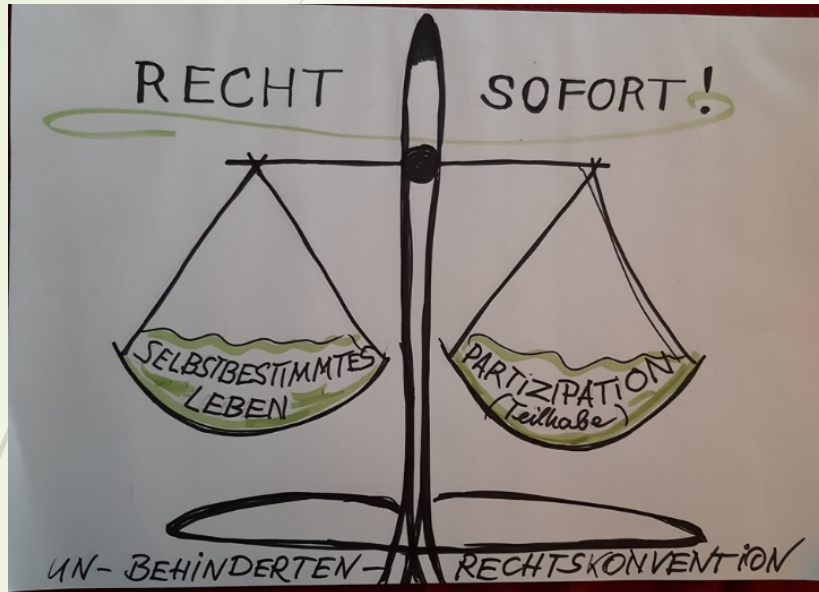 RECHT SOFORT!
SELBSTBESTIMMTES
LEBEN
PARTIZIPATION
(Teilhabe)
UN-BEHINDERTEN-RECHTSKONVENTION